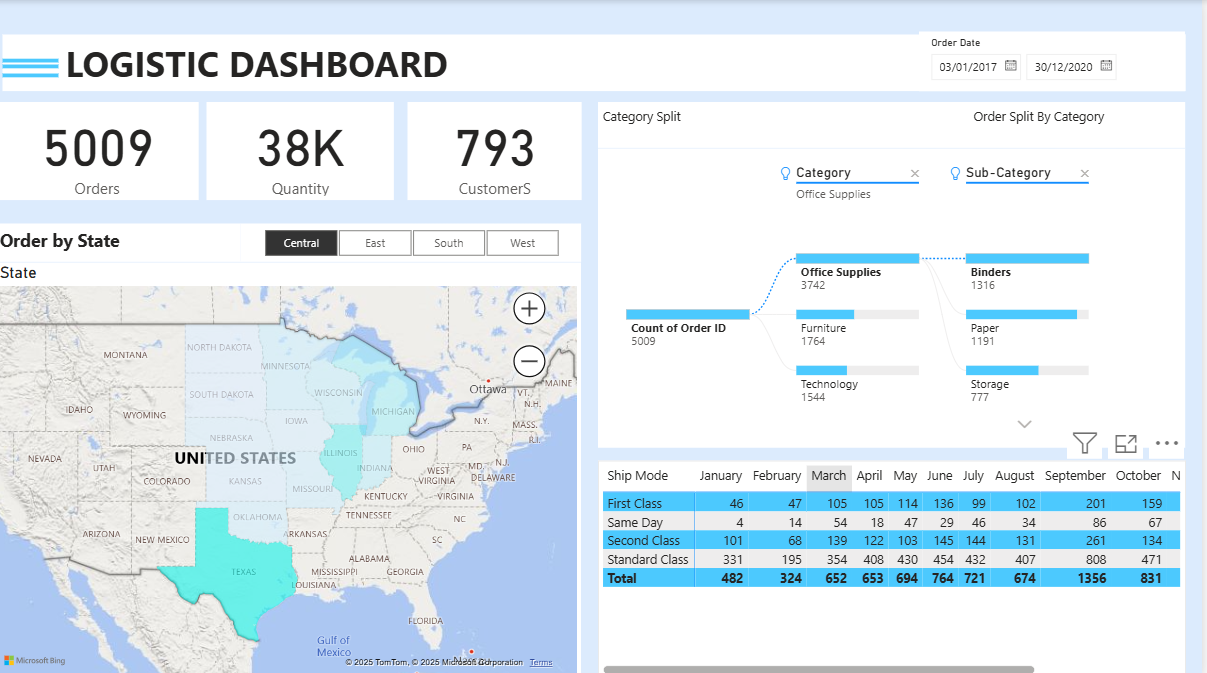 Order Date
LOGISTIC DASHBOARD
03/01/2017 30/12/2020
5009 38K 793
Orders Quantity CustomerS
Category Split Order Split By Category
Category Sub-Category
Office Supplies
Office Supplies Binders
3742 1316
Count of Order ID Furniture Paper
5009 1764 1191
Technology Storage
1544 777
Order by State Central East South West
State
MONTANA
NORTH DAKOTA
MINNESOTA
Ottawa
MAINE
VT.
N.H.
IDAHO
WYOMING
SOUTH DAKOTA
WISCONSIN
MICHIGAN
N.Y.
MASS.
R.I.
IOWA
NEBRASKA
NEVADA
UTAH
UNITED STATES
ILLINOIS
INDIANA
OHIO
PA
N.J.
MD.
DELAWARE
COLORADO
KANSAS
MISSOURI
WEST
VIRGINIA
KENTUCKY
VIRGINIA
ARIZONA
NEW MEXICO
OKLAHOMA
ARKANSAS
TENNESSEE
NC
SC
TEXAS
MISSISSIPPI
ALABAMA
GEORGIA
LOUISIANA
FLORIDA
Gulf of
Mexico
Microsoft Bing
© 2025 TomTom, © 2025 Microsoft Corporation Terms
Ship Mode January February March April May June July August September October N
First Class 46 47 105 105 114 136 99 102 201 159
Same Day 4 14 54 18 47 29 46 34 86 67
Second Class 101 68 139 122 103 145 144 131 261 134
Standard Class 331 195 354 408 430 454 432 407 808 471
Total 482 324 652 653 694 764 721 674 1356 831